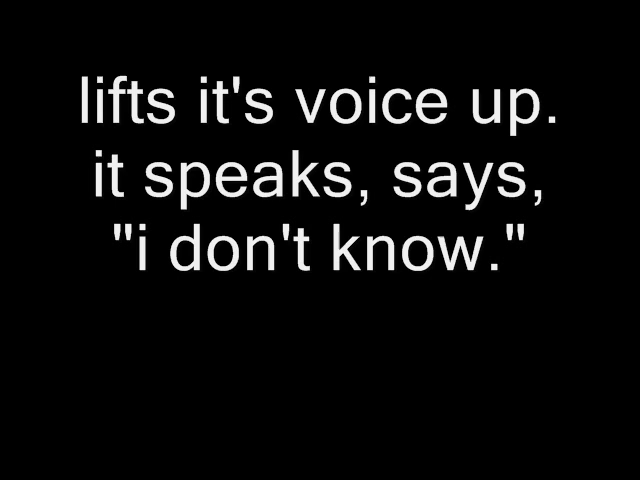 lifts it's voice up.
it speaks, says,
"i don't know."